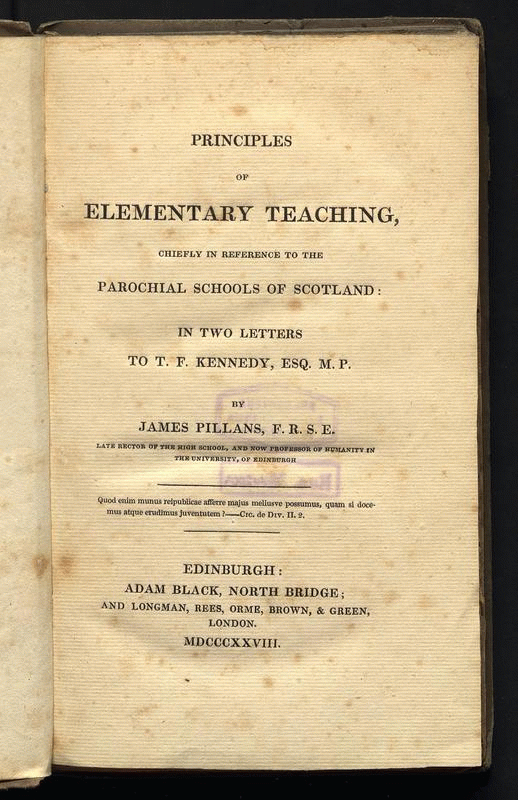 PRINCIPLES
OF
ELEMENTARY TEACHING,
CHIEFLY IN REFERENCE TO THE
PAROCHIAL SCHOOLS OF SCOTLAND:
IN TWO LETTERS
TO T. F. KENNEDY, ESQ. M. P.
BY
JAMES PILLANS, F. R. S. E.
LATE RECTOR OF THE HIGH SCHOOL, AND NOW PROFESSOR OF HUMANITY IN
THE UNIVERSITY, OF EDINBURGH
Quod enim munus reipublicae afferre majus meliusve possumus, quam si doce-
mus atque erudimus juventutem?—Cic. de Div. II. 2.
EDINBURGH:
ADAM BLACK, NORTH BRIDGE;
AND LONGMAN, REES, ORME, BROWN, & GREEN,
LONDON.
MDCCCXXVIII.